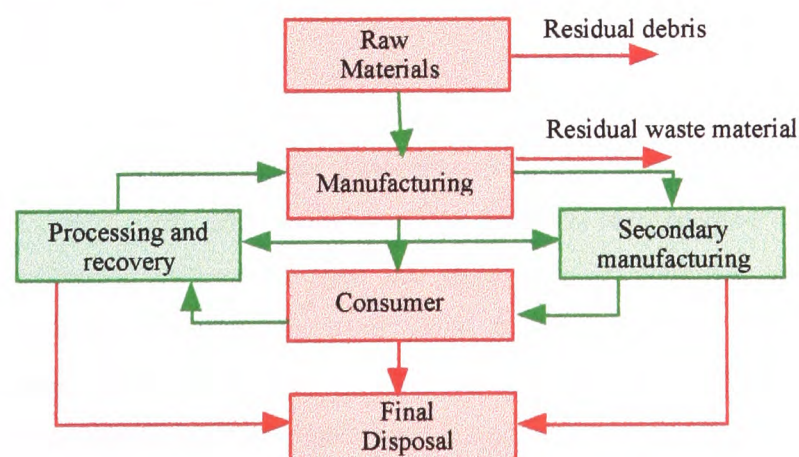 Raw
Materials
Residual debris
Residual waste material
Manufacturing
Processing and
recovery
Secondary
manufacturing
Consumer
Final
Disposal